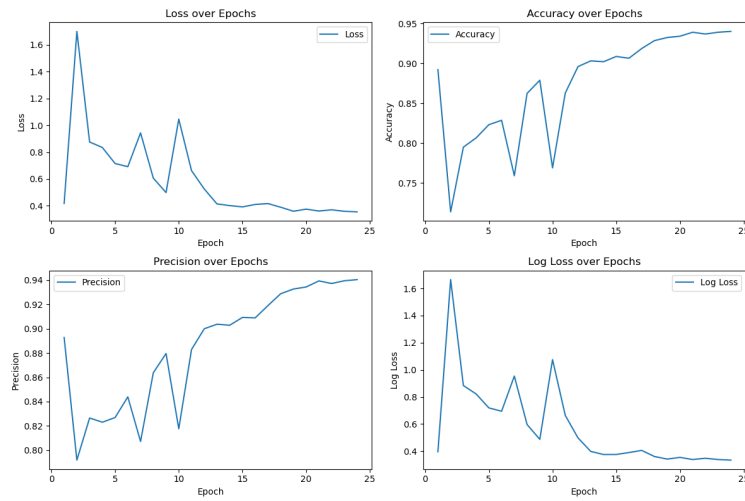 Loss over Epochs
Loss
1.6
1.4
1.2
1.0
0.8
0.6
0.4
Loss
0 5 10 15 20 25
Epoch
Accuracy over Epochs
Accuracy
0.95
0.90
0.85
0.80
0.75
Accuracy
0 5 10 15 20 25
Epoch
Precision over Epochs
Precision
0.94
0.92
0.90
0.88
0.86
0.84
0.82
0.80
Precision
0 5 10 15 20 25
Epoch
Log Loss over Epochs
Log Loss
1.6
1.4
1.2
1.0
0.8
0.6
0.4
Log Loss
0 5 10 15 20 25
Epoch